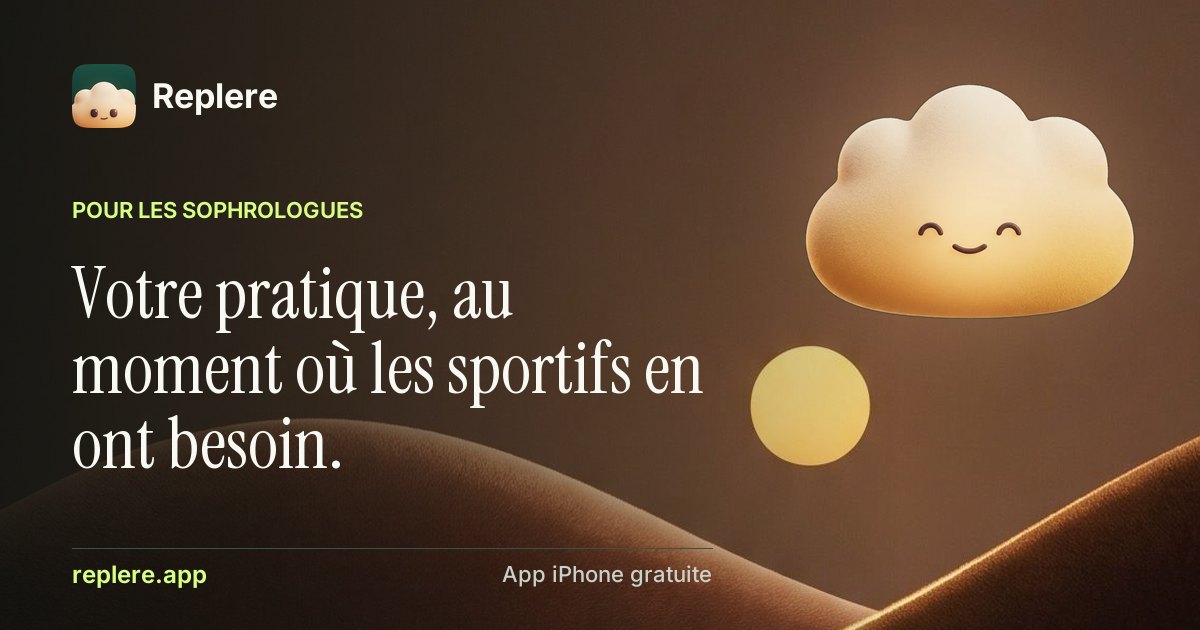 Replere
POUR LES SOPHROLOGUES
Votre pratique, au
moment où les sportifs en
ont besoin.
replere.app
App iPhone gratuite